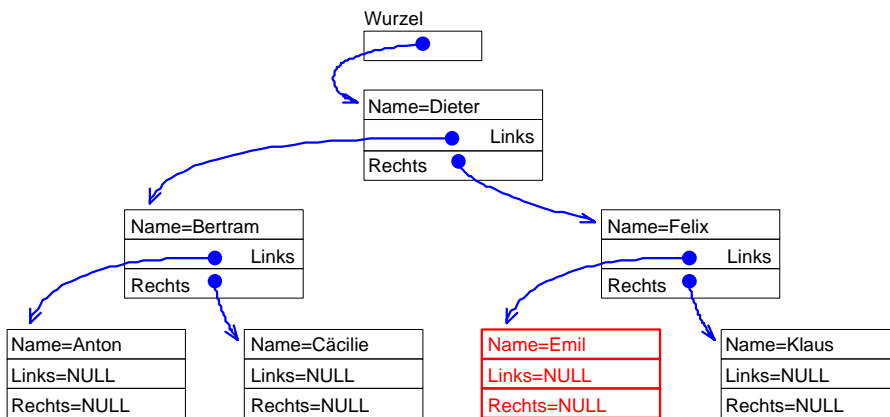 Wurzel
Name=Dieter
Links
Rechts
Name=Bertram
Links
Rechts
Name=Felix
Links
Rechts
Name=Anton
Links=NULL
Rechts=NULL
Name=Cäcilie
Links=NULL
Rechts=NULL
Name=Emil
Links=NULL
Rechts=NULL
Name=Klaus
Links=NULL
Rechts=NULL